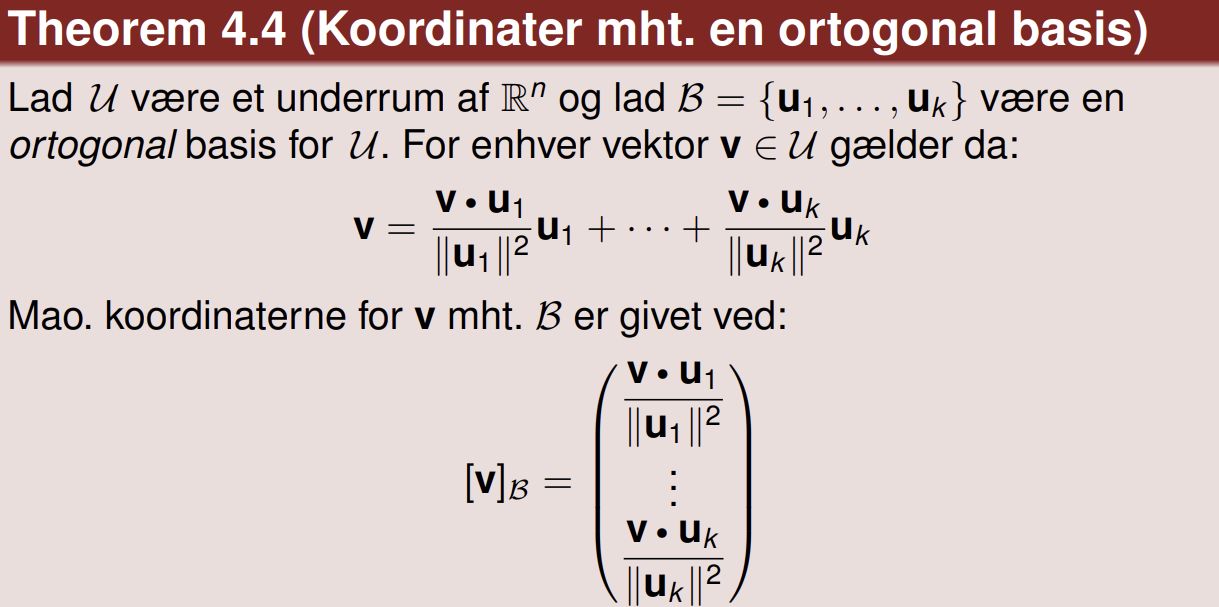 Theorem 4.4 (Koordinater mht. en ortogonal basis)
Lad 𝒰 være et underrum af ℝⁿ og lad ℬ = {u₁, . . . , uₖ} være en
ortogonal basis for 𝒰. For enhver vektor v ∈ 𝒰 gælder da:
v = (v • u₁)/‖u₁‖² u₁ + · · · + (v • uₖ)/‖uₖ‖² uₖ
Mao. koordinaterne for v mht. ℬ er givet ved:
v • u₁
‖u₁‖²
[v]ℬ = ⋮
v • uₖ
‖uₖ‖²